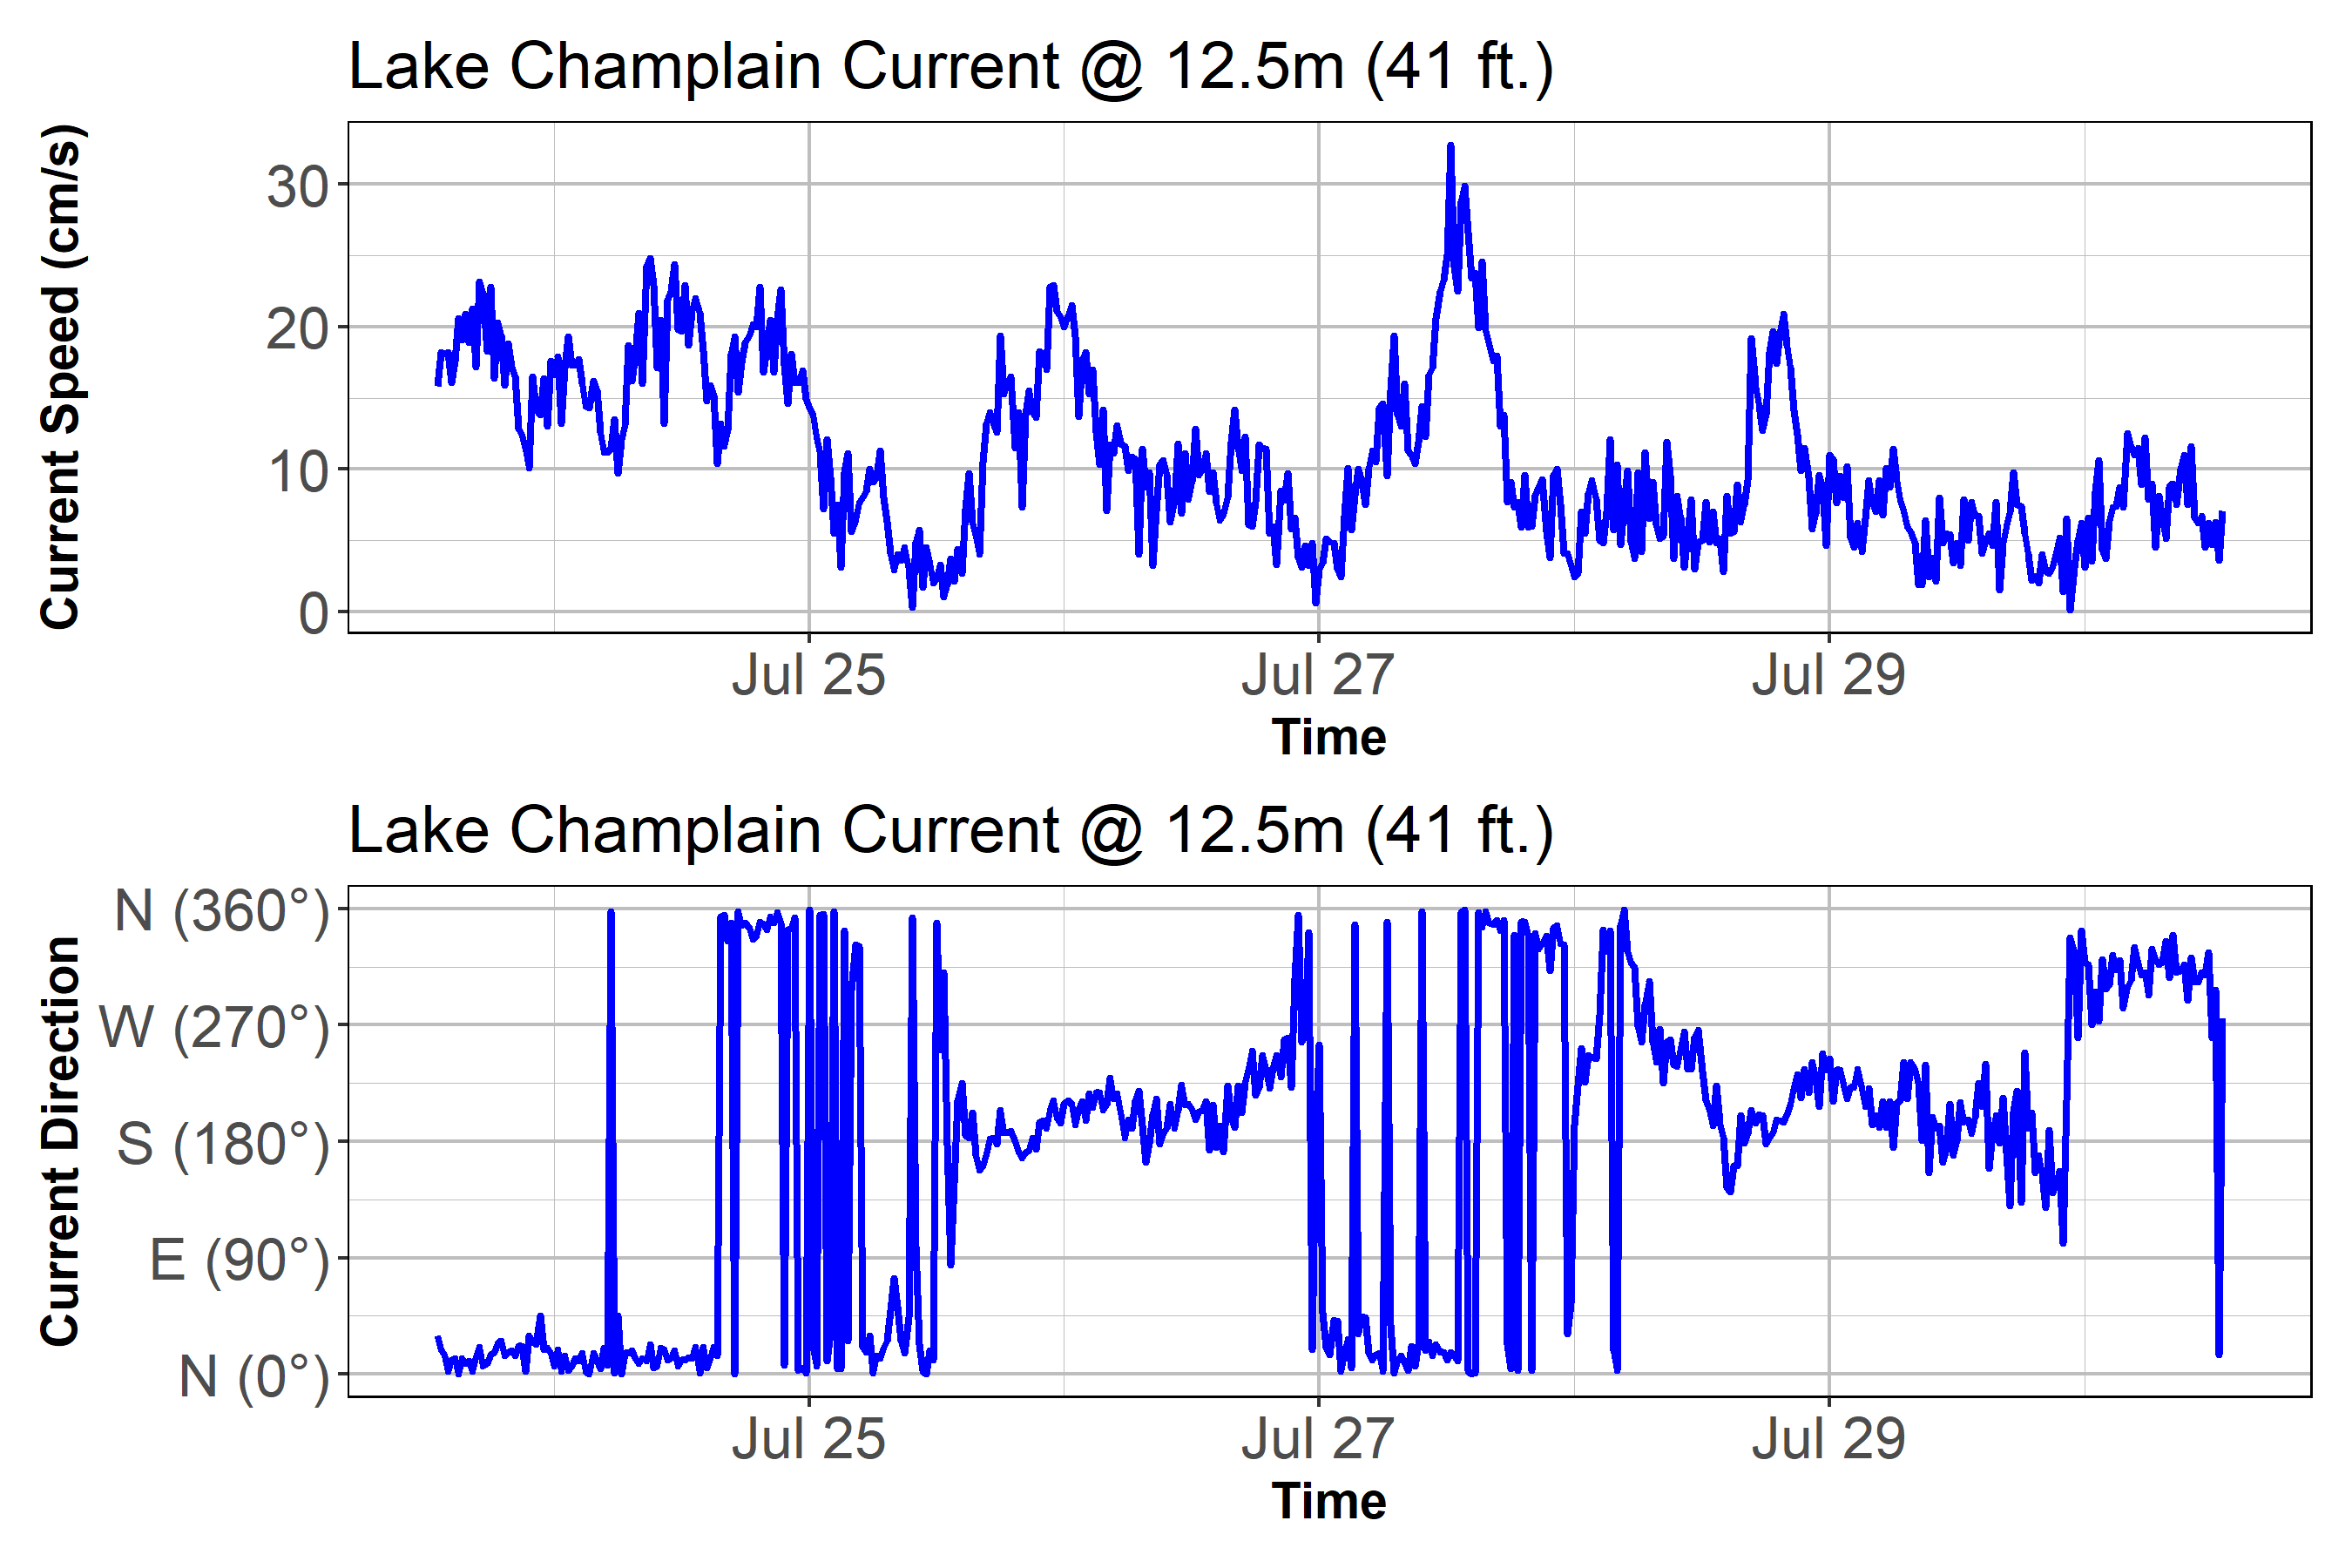 Lake Champlain Current @ 12.5m (41 ft.)
Current Speed (cm/s)
30
20
10
0
Jul 25
Jul 27
Jul 29
Time
Lake Champlain Current @ 12.5m (41 ft.)
Current Direction
N (360°)
W (270°)
S (180°)
E (90°)
N (0°)
Jul 25
Jul 27
Jul 29
Time